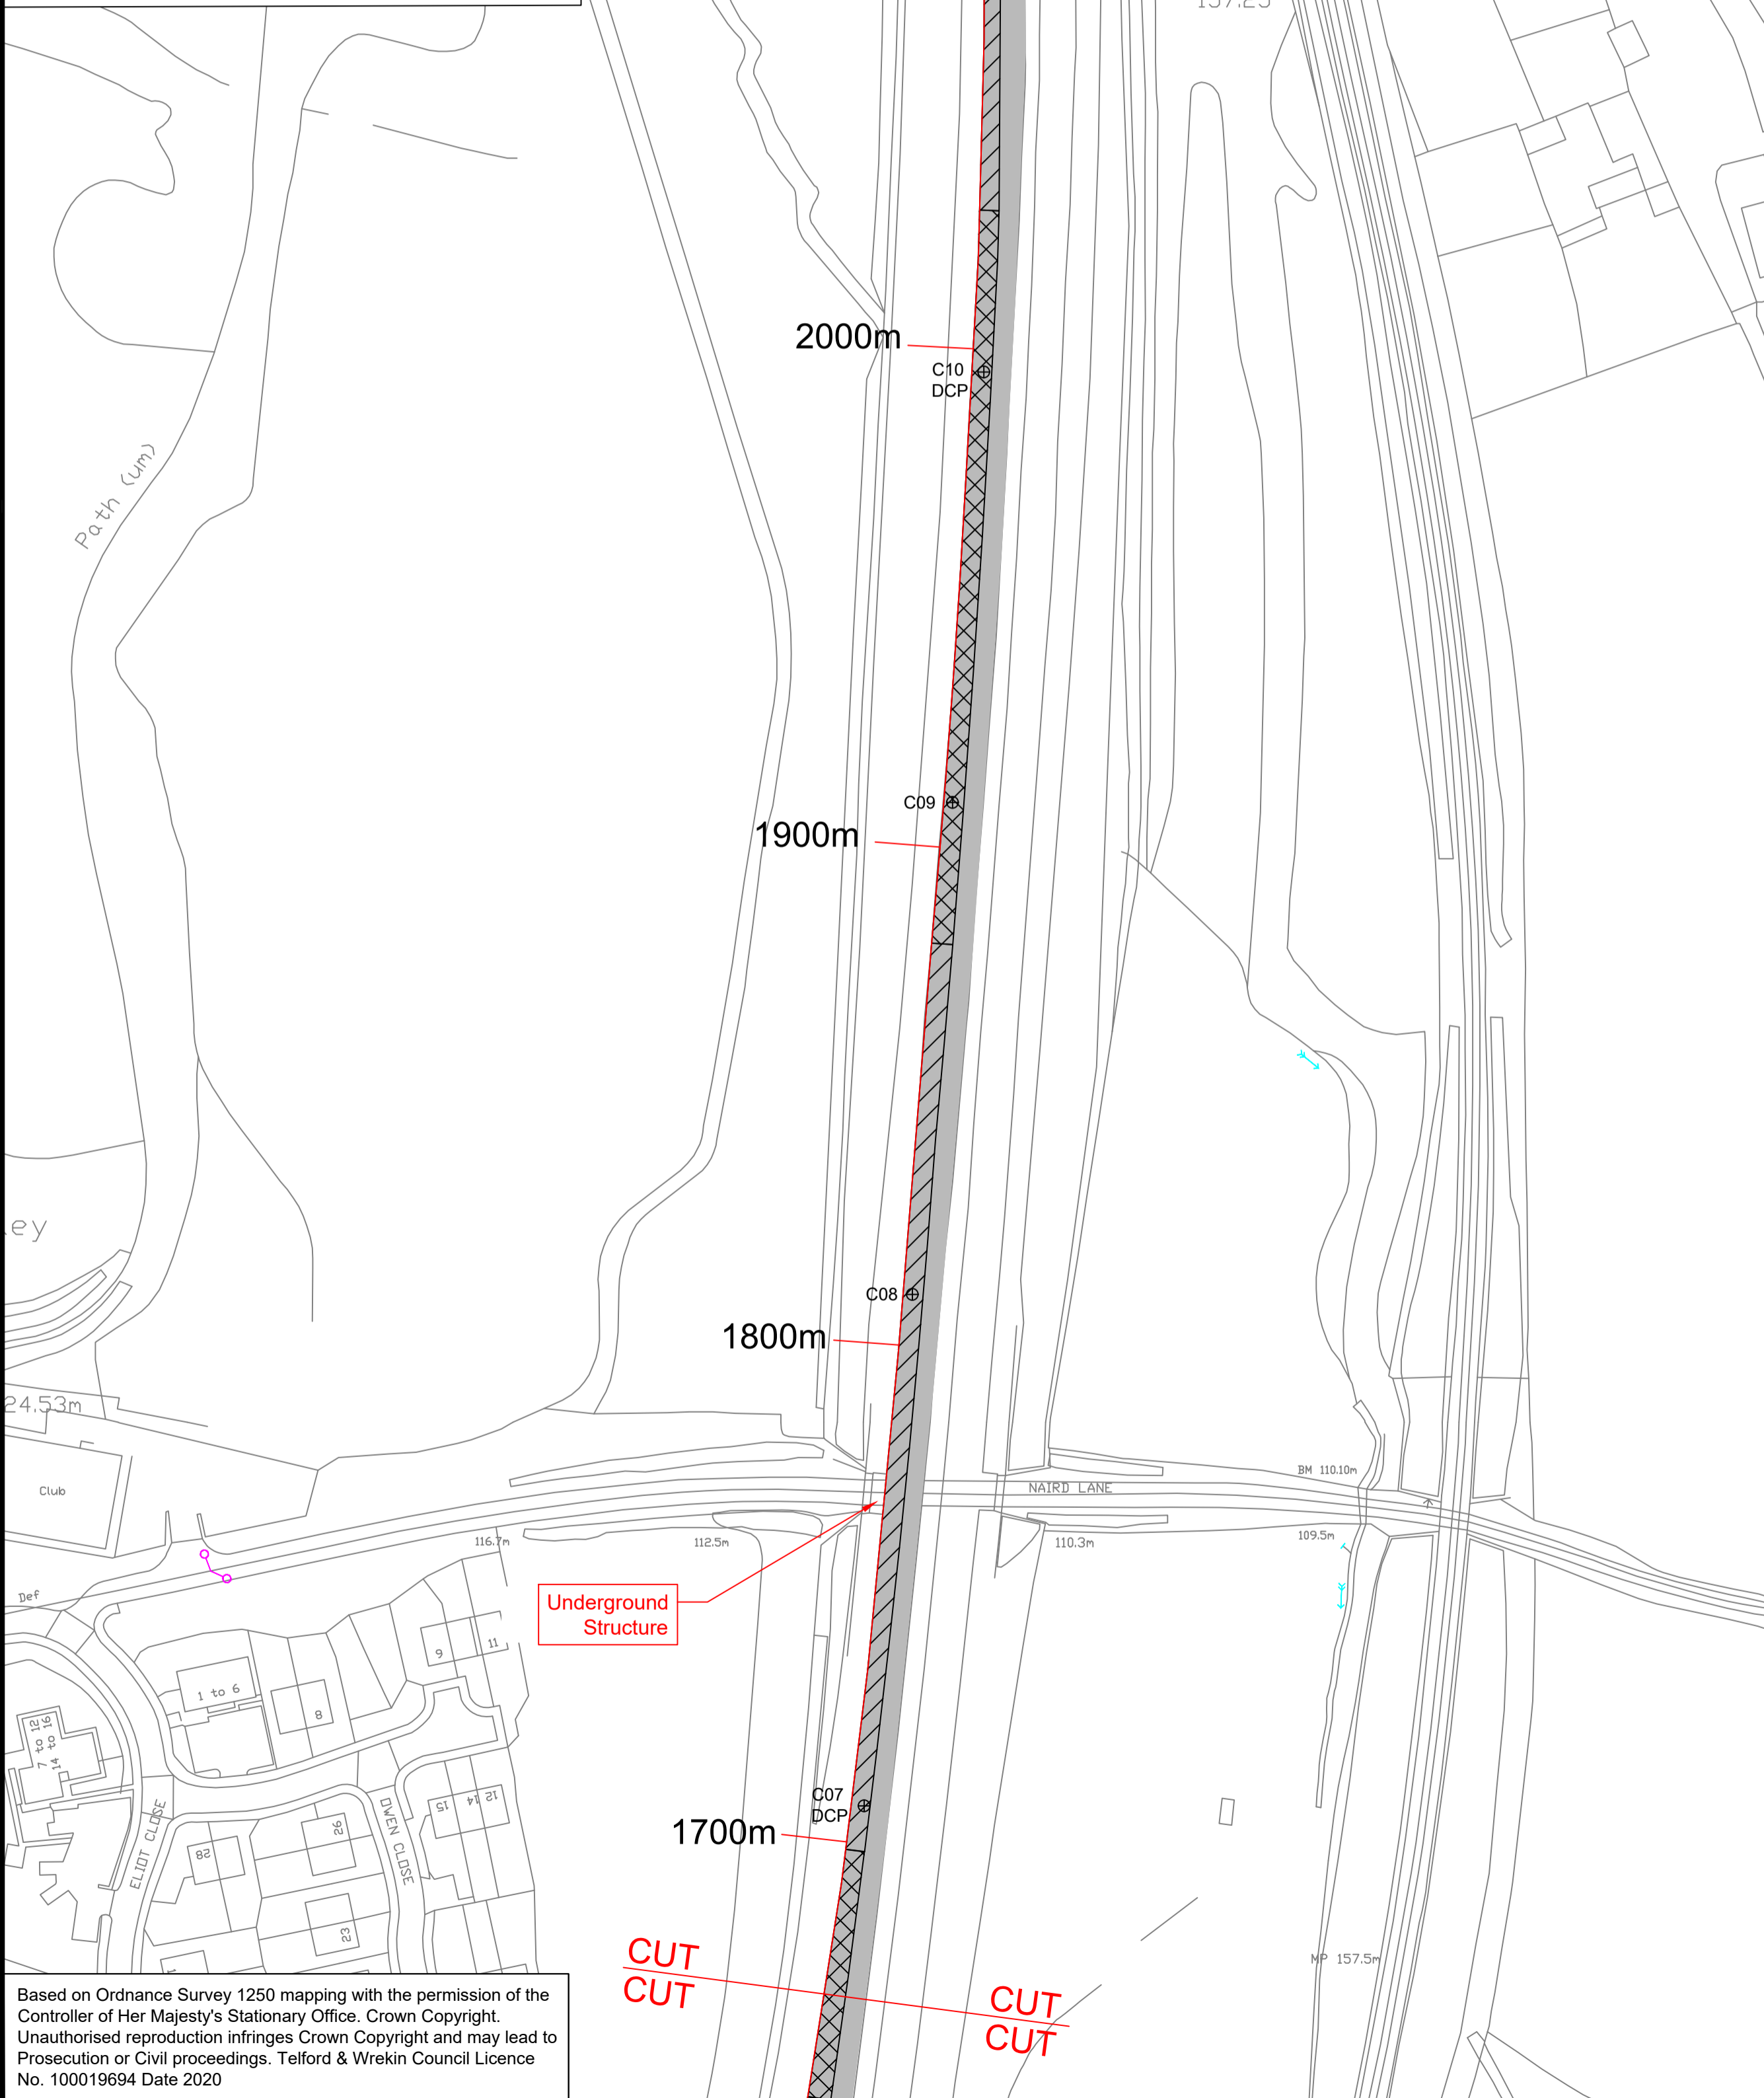 2000m
C10
DCP
Path (um)
C09
1900m
ey
C08
1800m
24.53m
Club
BM 110.10m
NAIRD LANE
116.7m
112.5m
110.3m
109.5m
Def
Underground
Structure
9
11
1 to 6
8
7 to 12
14 to 16
C07
DCP
15
14
12
1700m
ELIOT CLOSE
OWEN CLOSE
26
28
23
CUT
CUT
CUT
CUT
MP 157.5m
Based on Ordnance Survey 1250 mapping with the permission of the
Controller of Her Majesty's Stationary Office. Crown Copyright.
Unauthorised reproduction infringes Crown Copyright and may lead to
Prosecution or Civil proceedings. Telford & Wrekin Council Licence
No. 100019694 Date 2020